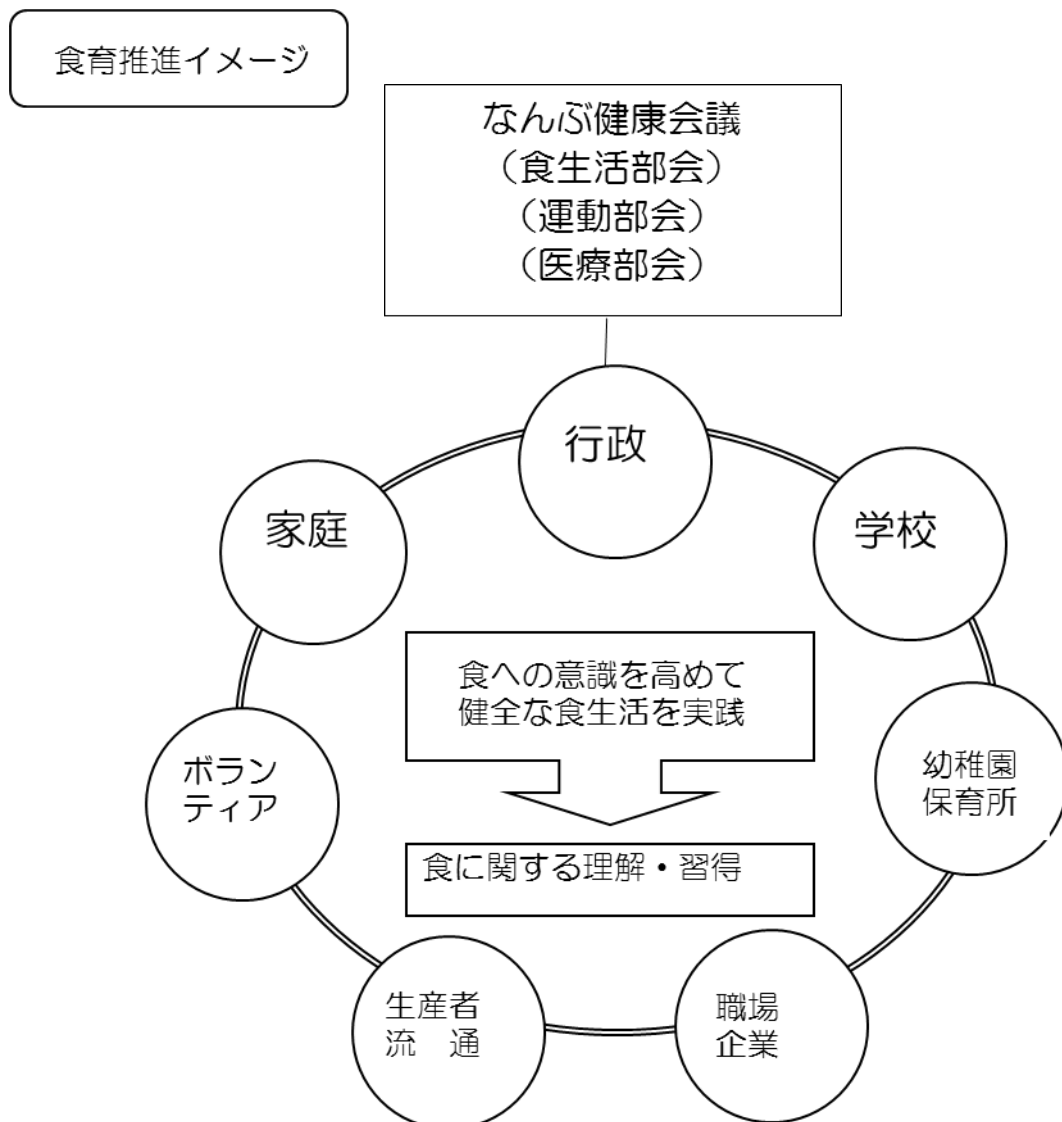 食育推進イメージ
なんぶ健康会議
（食生活部会）
（運動部会）
（医療部会）
行政
家庭
学校
食への意識を高めて
健全な食生活を実践
ボラン
ティア
幼稚園
保育所
食に関する理解・習得
生産者
流　通
職場
企業